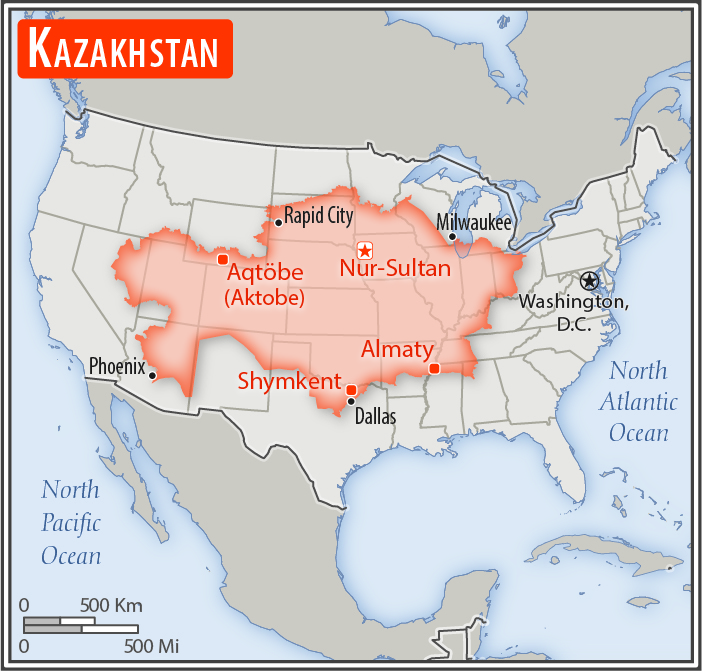 KAZAKHSTAN
Rapid City
Milwaukee
Aqtöbe
(Aktobe)
Nur-Sultan
Washington,
D.C.
Almaty
Phoenix
Shymkent
Dallas
North
Atlantic
Ocean
North
Pacific
Ocean
0 500 Km
0 500 Mi